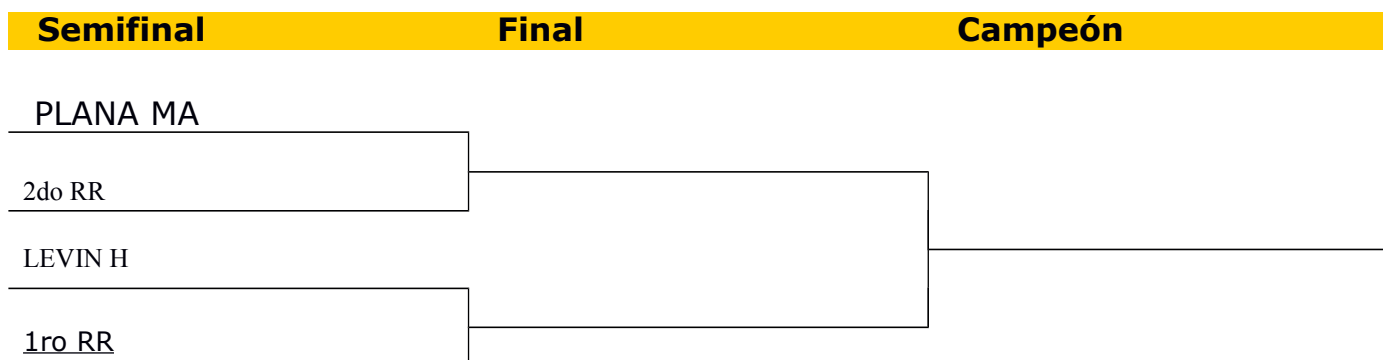 Semifinal Final Campeón
PLANA MA
2do RR
LEVIN H
1ro RR